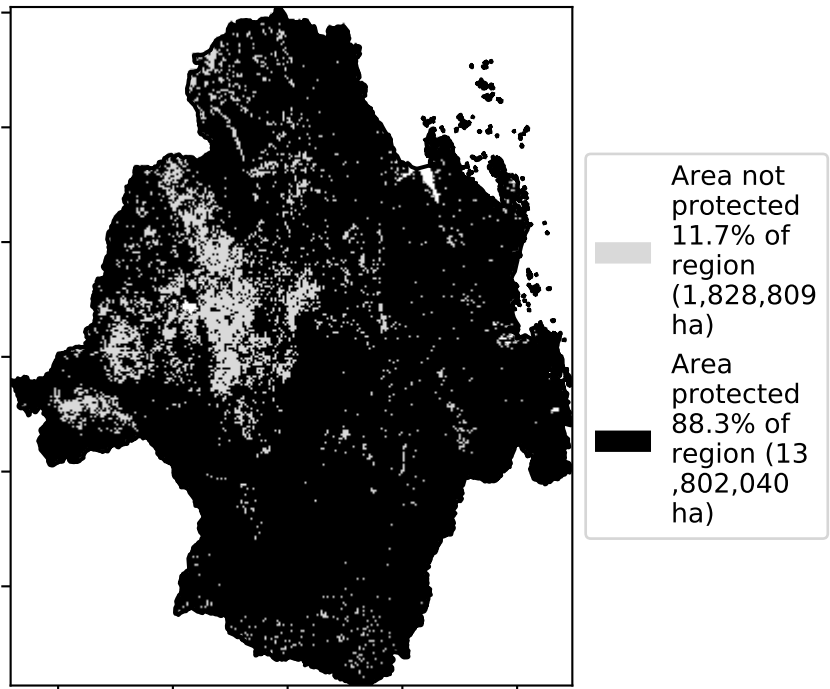 Area not
protected
11.7% of
region
(1,828,809
ha)
Area
protected
88.3% of
region (13
,802,040
ha)